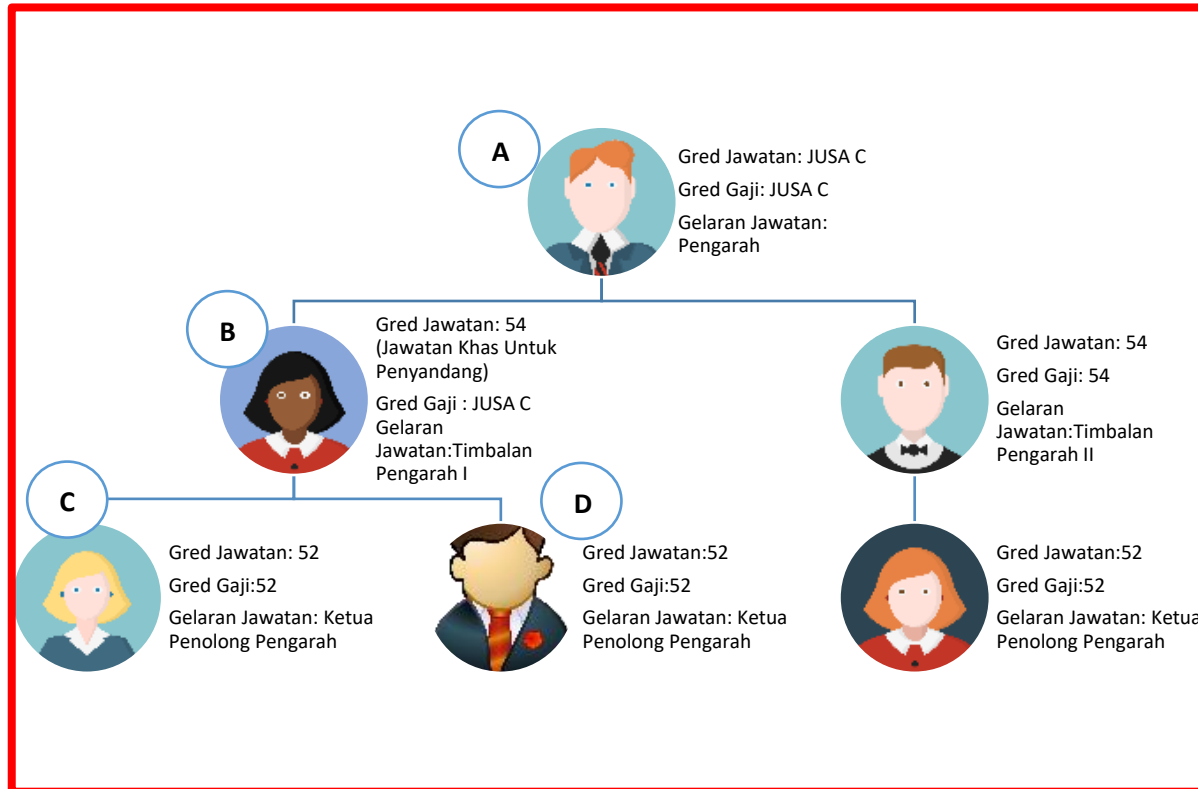 A
Gred Jawatan: JUSA C
Gred Gaji: JUSA C
Gelaran Jawatan:
Pengarah
B
Gred Jawatan: 54
(Jawatan Khas Untuk
Penyandang)
Gred Gaji : JUSA C
Gelaran
Jawatan:Timbalan
Pengarah I
Gred Jawatan: 54
Gred Gaji: 54
Gelaran
Jawatan:Timbalan
Pengarah II
C
Gred Jawatan: 52
Gred Gaji:52
Gelaran Jawatan: Ketua
Penolong Pengarah
D
Gred Jawatan:52
Gred Gaji:52
Gelaran Jawatan: Ketua
Penolong Pengarah
Gred Jawatan:52
Gred Gaji:52
Gelaran Jawatan: Ketua
Penolong Pengarah